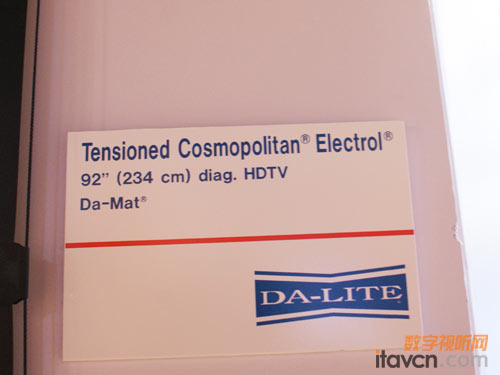 Tensioned Cosmopolitan® Electrol®
92” (234 cm) diag. HDTV
Da-Mat®
DA-LITE
数字视听网
itavcn.com